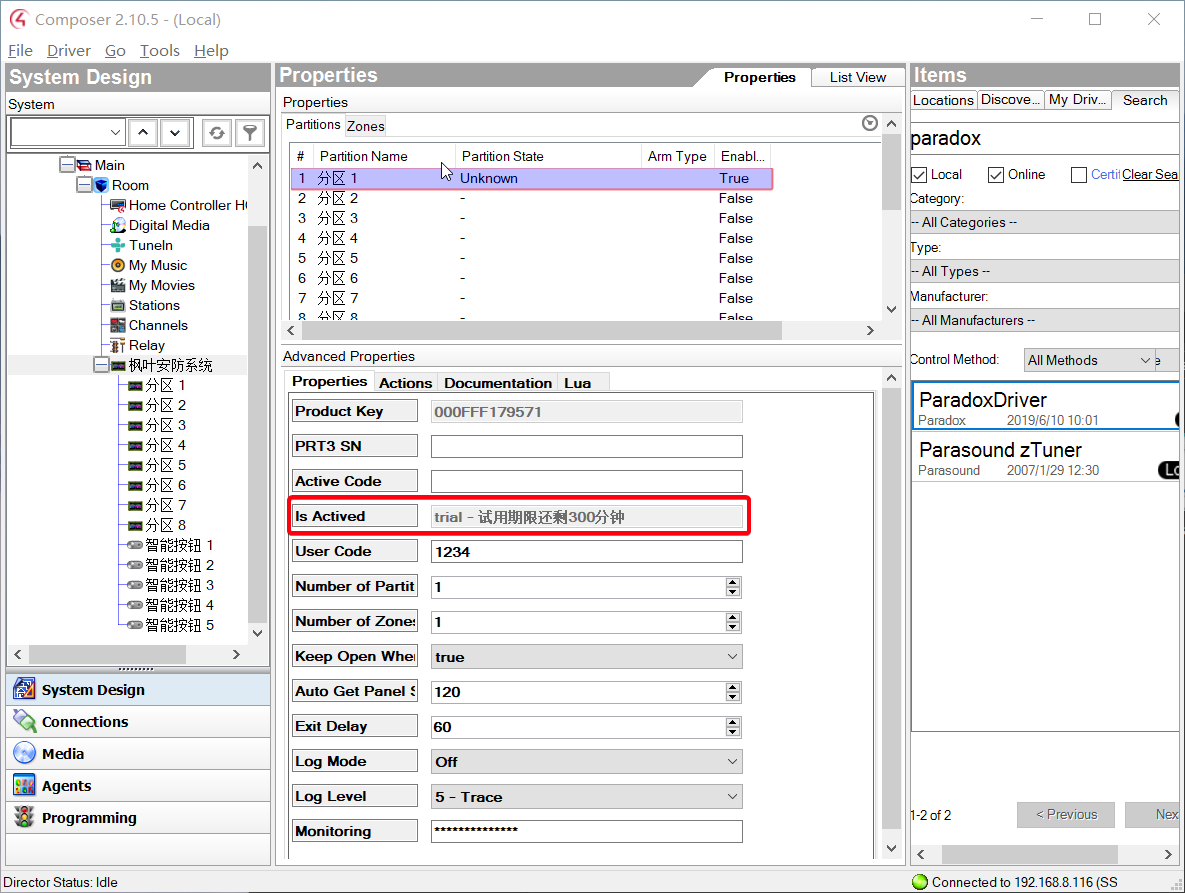 Composer 2.10.5 - (Local)
File Driver Go Tools Help
System Design
System
Main
Room
Home Controller H
Digital Media
TuneIn
My Music
My Movies
Stations
Channels
Relay
枫叶安防系统
分区 1
分区 2
分区 3
分区 4
分区 5
分区 6
分区 7
分区 8
智能按钮 1
智能按钮 2
智能按钮 3
智能按钮 4
智能按钮 5
System Design
Connections
Media
Agents
Programming
Properties
Properties List View
Properties
Partitions Zones
# Partition Name Partition State Arm Type Enabl...
1 分区 1 Unknown True
2 分区 2 - False
3 分区 3 - False
4 分区 4 - False
5 分区 5 - False
6 分区 6 - False
7 分区 7 - False
8 分区 8 - False
Advanced Properties
Properties Actions Documentation Lua
Product Key 000FFF179571
PRT3 SN
Active Code
Is Actived trial - 试用期限还剩300分钟
User Code 1234
Number of Partit 1
Number of Zones 1
Keep Open When true
Auto Get Panel S 120
Exit Delay 60
Log Mode Off
Log Level 5 - Trace
Monitoring **************
Items
Locations Discove... My Driv... Search
paradox
Local Online Certi Clear Sea
Category:
-- All Categories --
Type:
-- All Types --
Manufacturer:
-- All Manufacturers --
Control Method: All Methods e
ParadoxDriver
Paradox 2019/6/10 10:01
Parasound zTuner
Parasound 2007/1/29 12:30 Lo
1-2 of 2 < Previous Nex
Director Status: Idle
Connected to 192.168.8.116 (SS